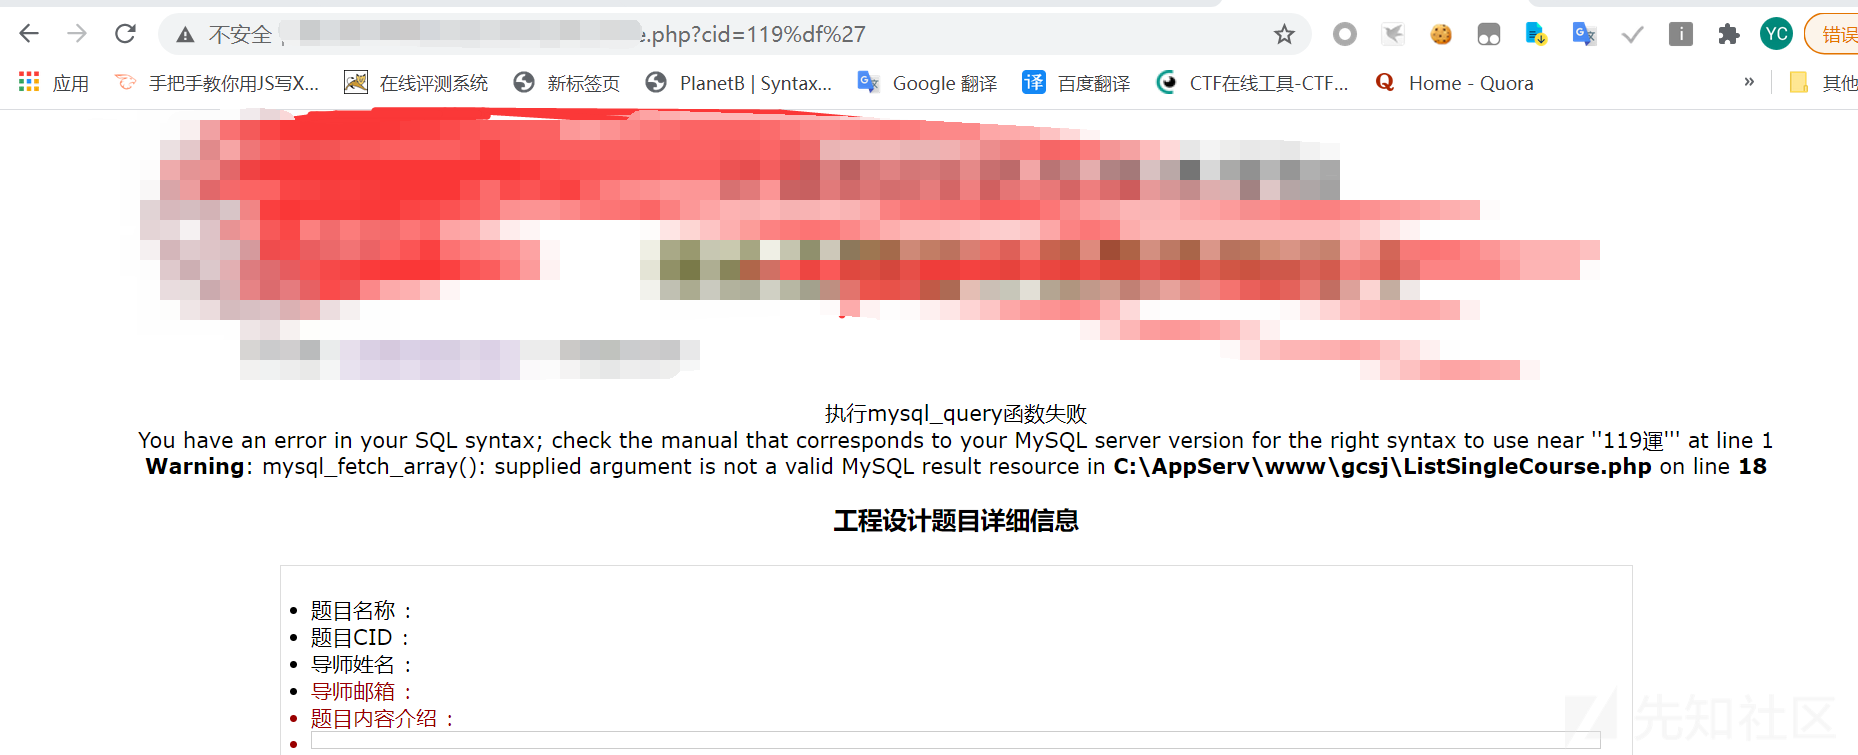 不安全
e.php?cid=119%df%27
YC
错误
应用
手把手教你用JS写X...
在线评测系统
新标签页
PlanetB | Syntax...
Google 翻译
译 百度翻译
CTF在线工具-CTF...
Home - Quora
»
其他
执行mysql_query函数失败
You have an error in your SQL syntax; check the manual that corresponds to your MySQL server version for the right syntax to use near ''119運''' at line 1
Warning: mysql_fetch_array(): supplied argument is not a valid MySQL result resource in C:\AppServ\www\gcsj\ListSingleCourse.php on line 18
工程设计题目详细信息
题目名称：
题目CID：
导师姓名：
导师邮箱：
题目内容介绍：
先知社区